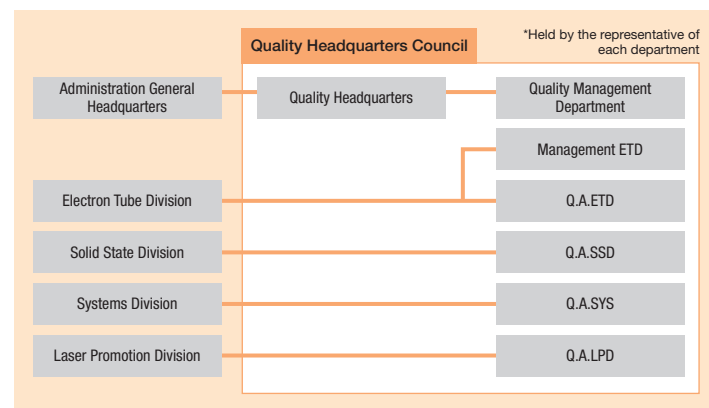 *Held by the representative of
each department
Quality Headquarters Council
Administration General
Headquarters
Quality Headquarters
Quality Management
Department
Management ETD
Electron Tube Division
Q.A.ETD
Solid State Division
Q.A.SSD
Systems Division
Q.A.SYS
Laser Promotion Division
Q.A.LPD